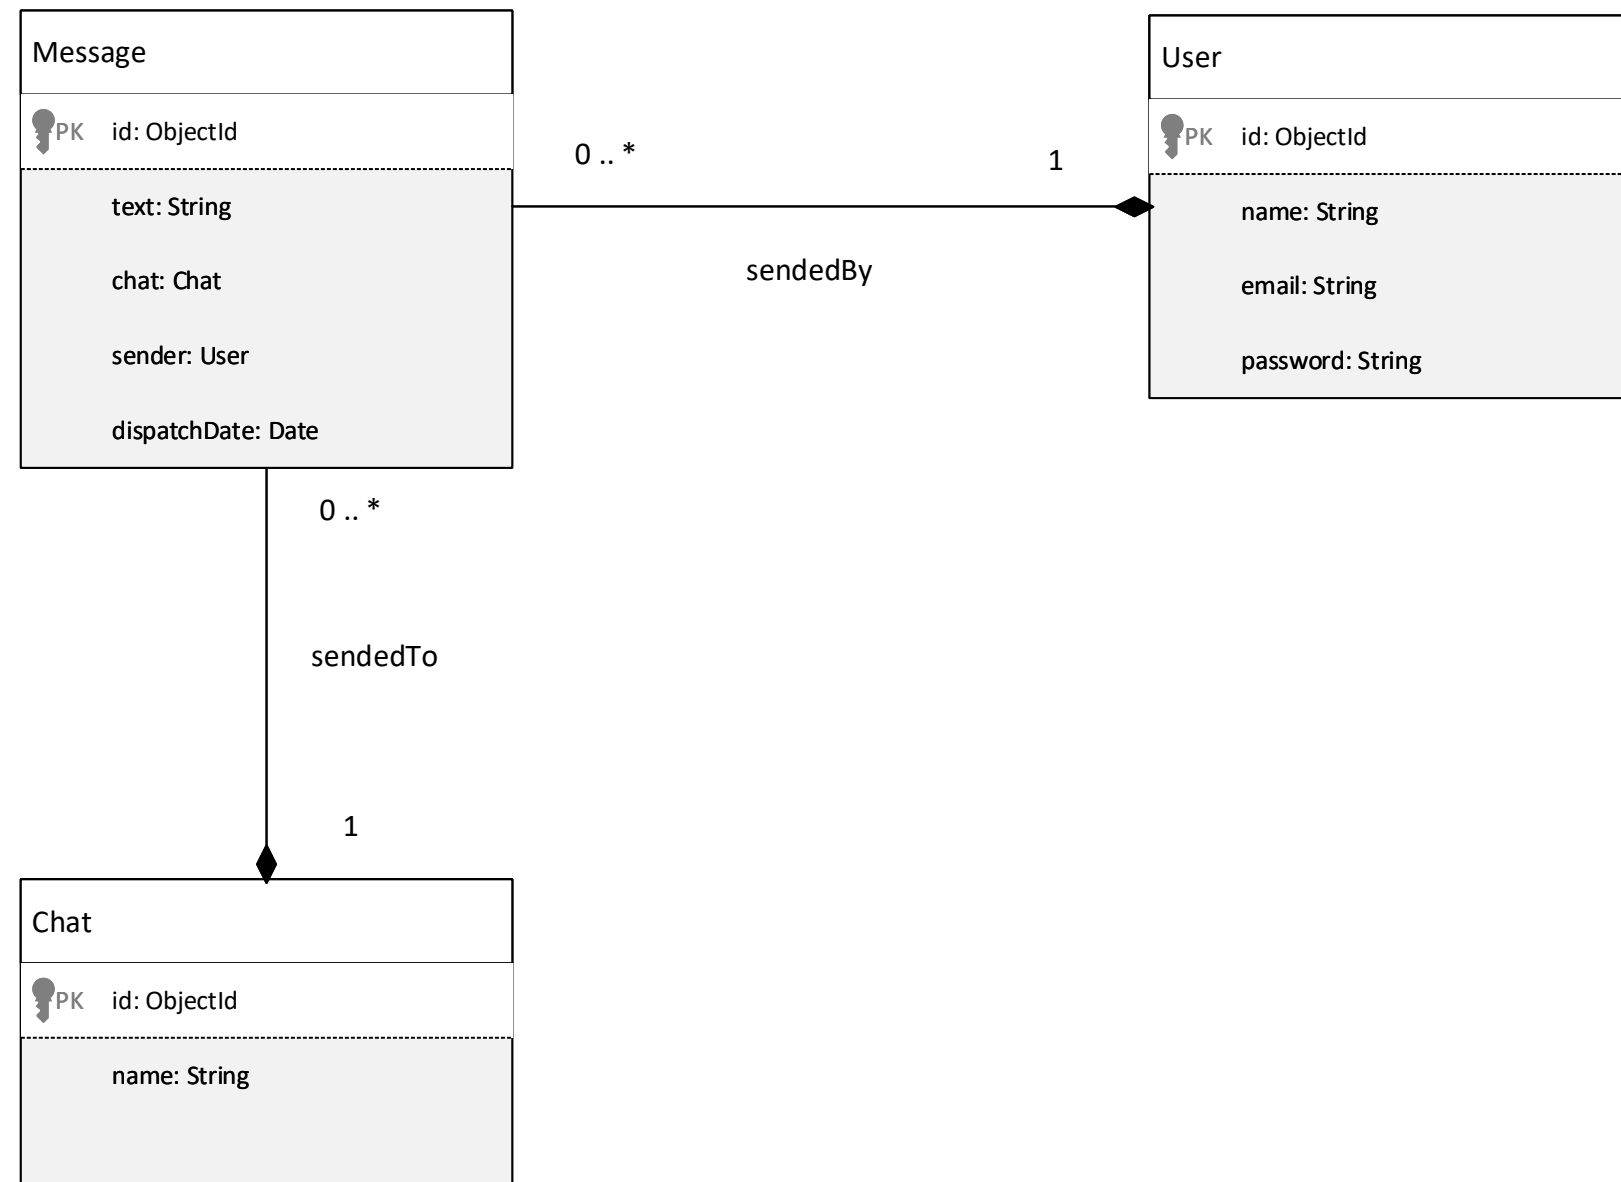 Message
PK id: ObjectId
text: String
chat: Chat
sender: User
dispatchDate: Date
0 .. *
1
sendedBy
User
PK id: ObjectId
name: String
email: String
password: String
0 .. *
sendedTo
1
Chat
PK id: ObjectId
name: String